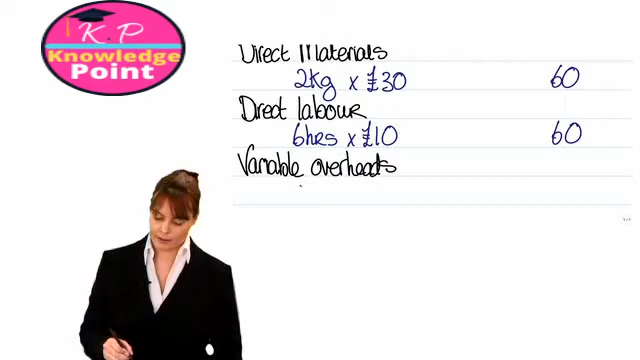 K.P
Knowledge
Point
Direct Materials
2kg x £30 60
Direct labour
6hrs x £10 60
Variable overheads